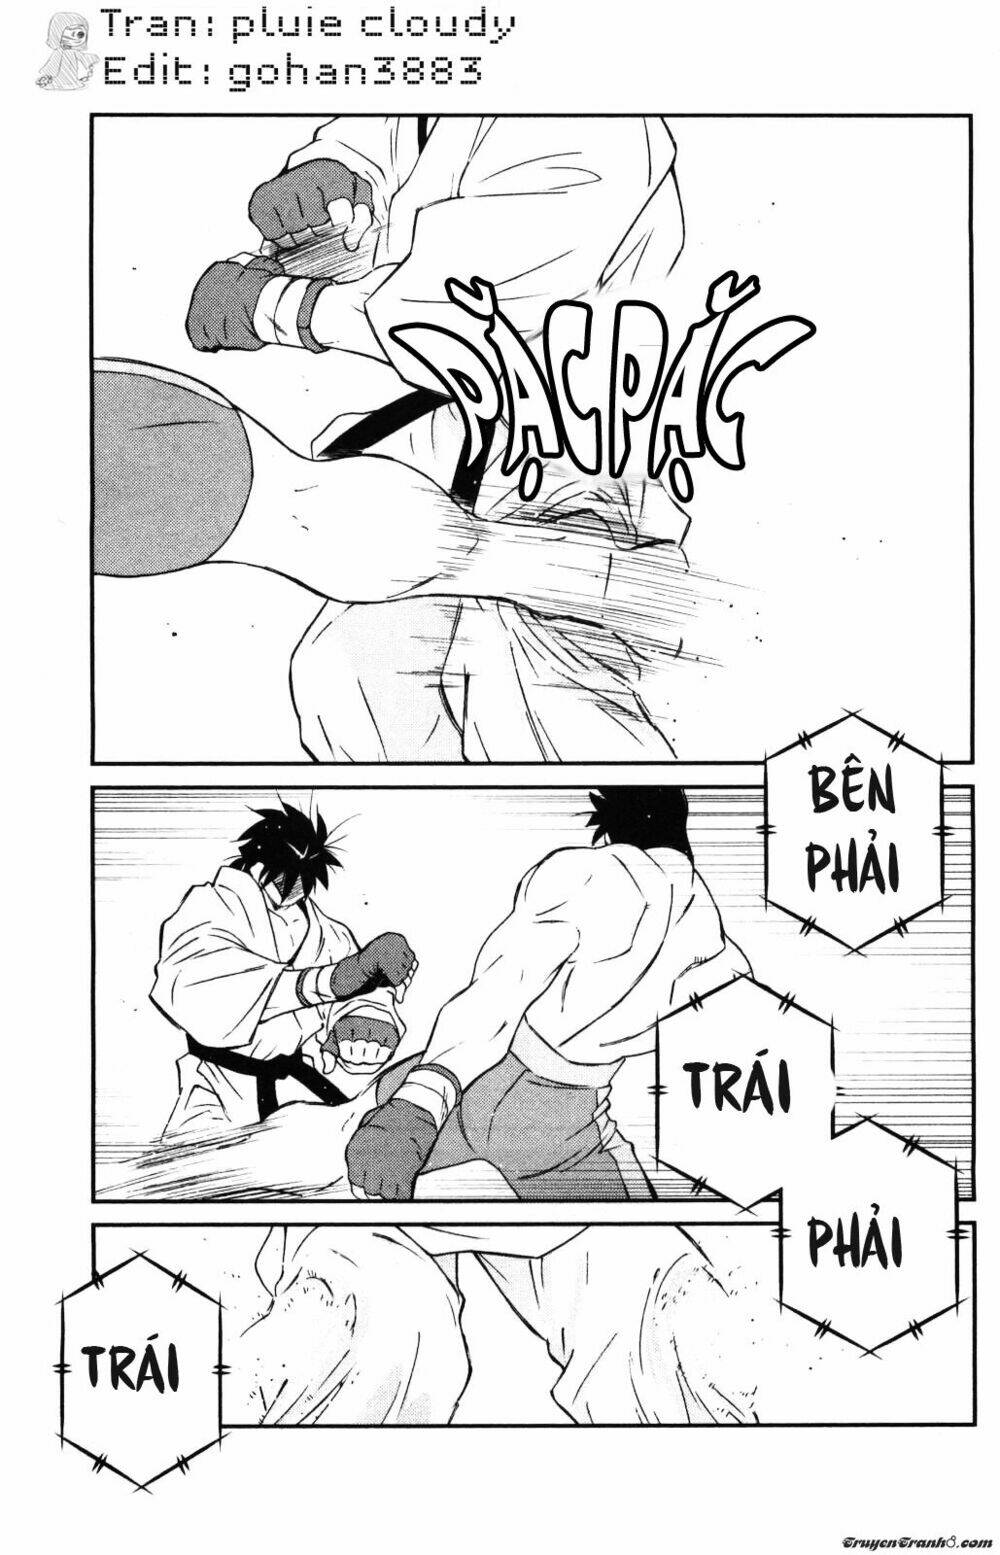 Tran: pluie cloudy
Edit: gohan3883
PẶC PẶC
BÊN
PHẢI
TRÁI
PHẢI
TRÁI
TruyenTranh8.com